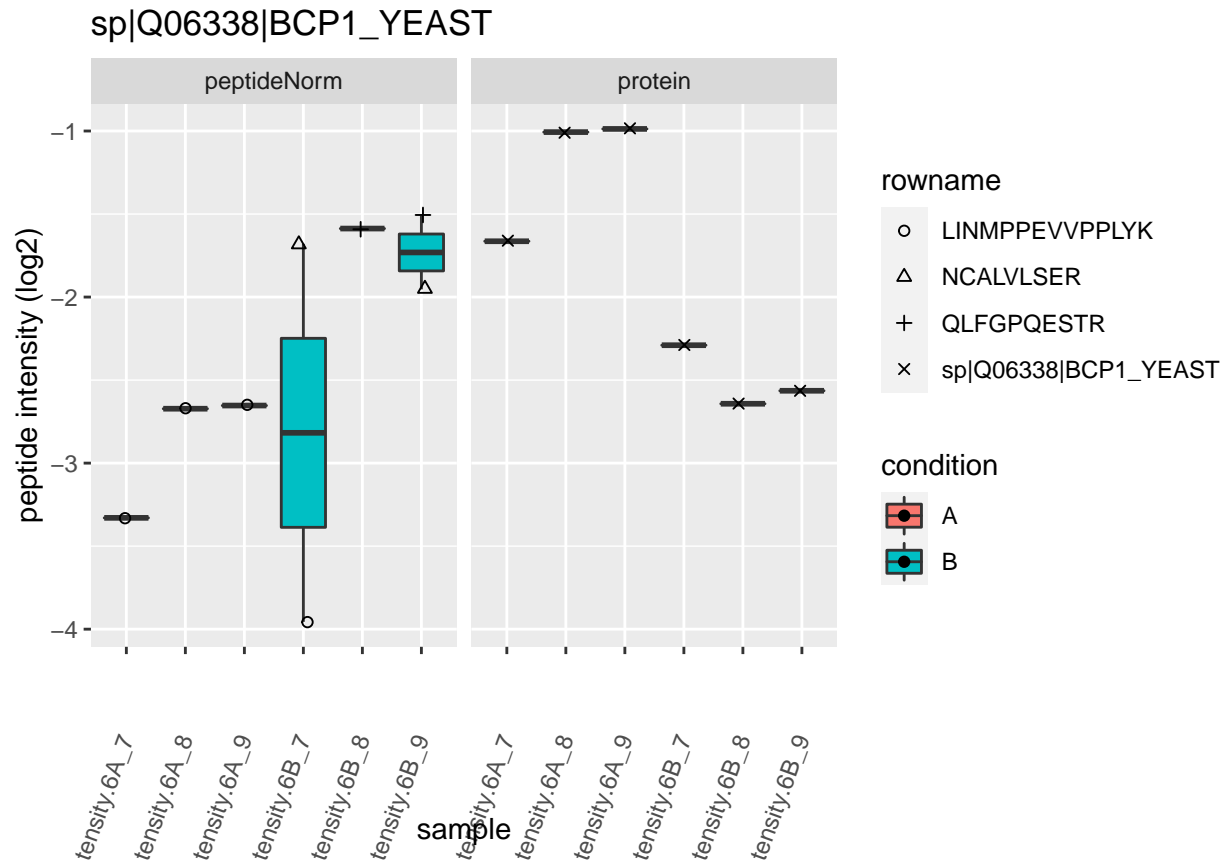 sp|Q06338|BCP1_YEAST
peptideNorm
protein
peptide intensity (log2)
−1
−2
−3
−4
tensity.6A_7
tensity.6A_8
tensity.6A_9
tensity.6B_7
tensity.6B_8
tensity.6B_9
tensity.6A_7
tensity.6A_8
tensity.6A_9
tensity.6B_7
tensity.6B_8
tensity.6B_9
sample
rowname
LINMPPEVVPPLYK
NCALVLSER
QLFGPQESTR
sp|Q06338|BCP1_YEAST
condition
A
B